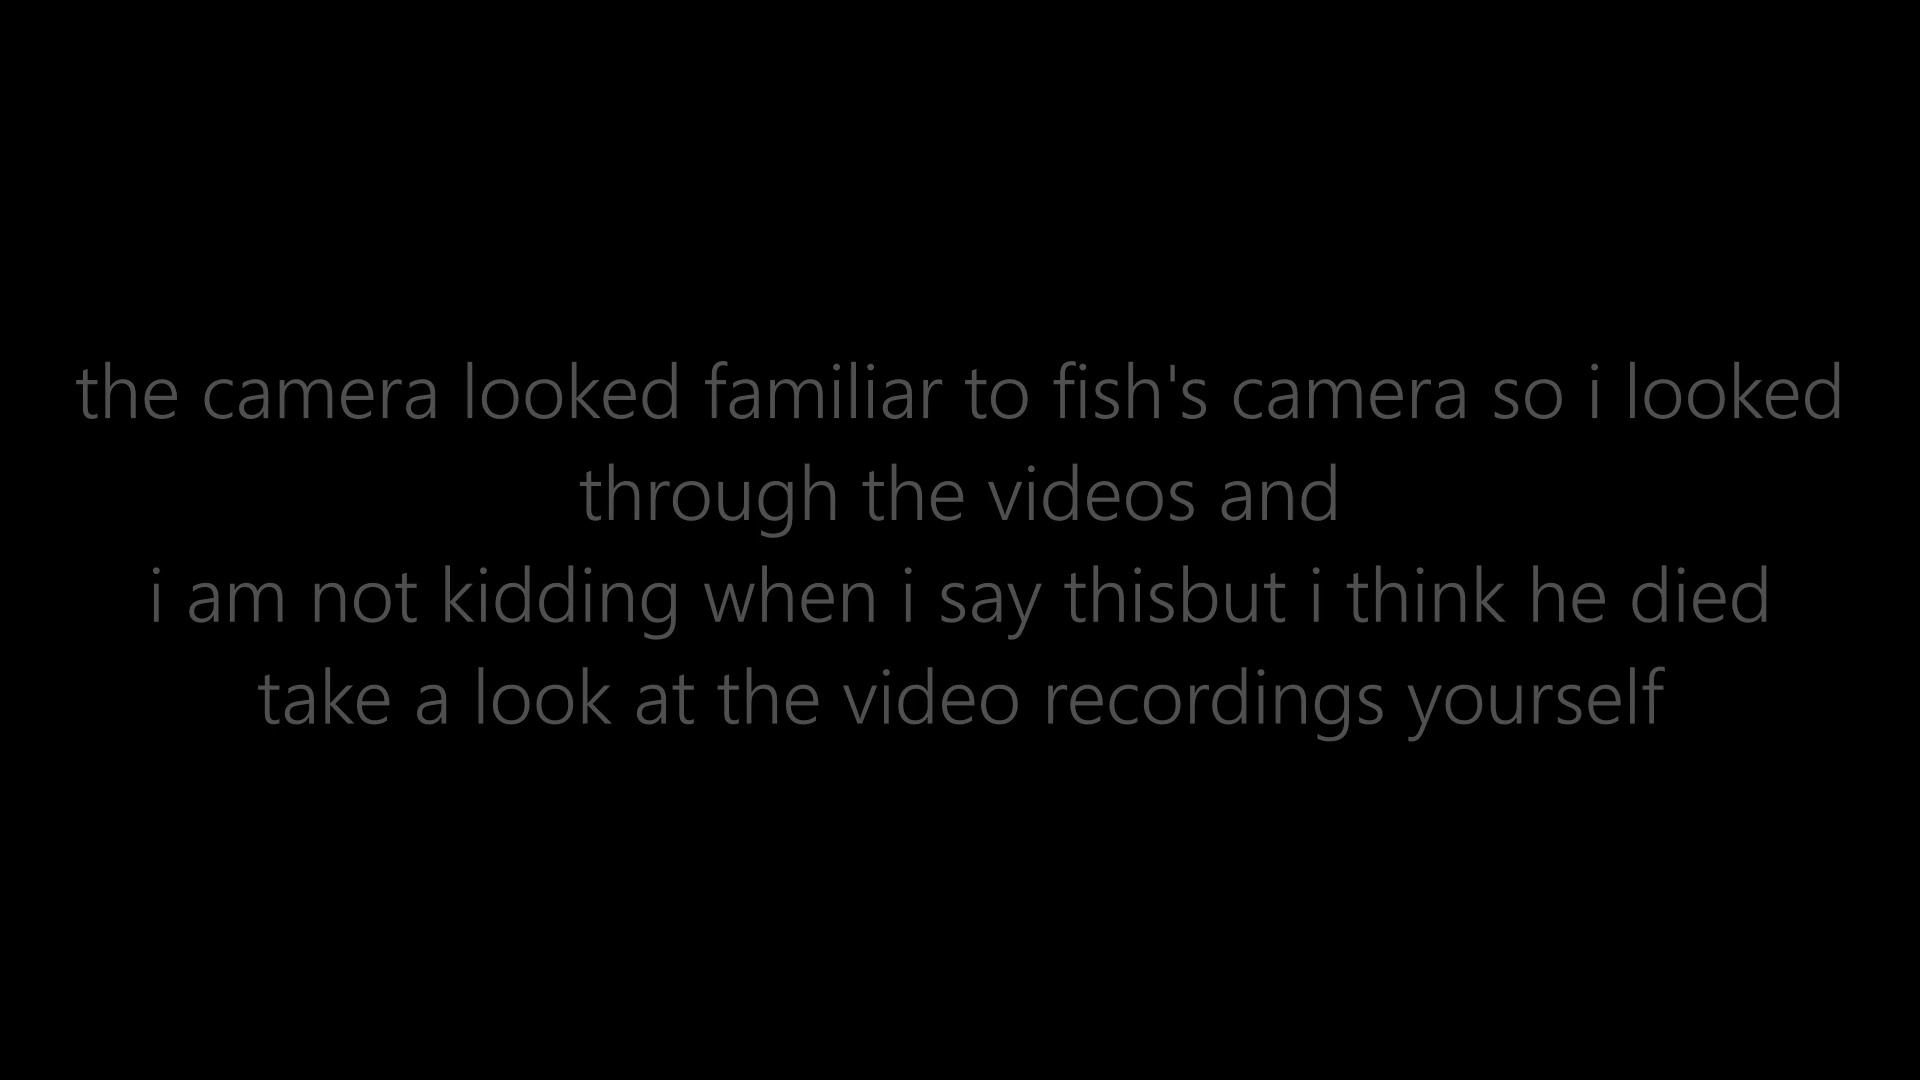 the camera looked familiar to fish's camera so i looked
through the videos and
i am not kidding when i say thisbut i think he died
take a look at the video recordings yourself